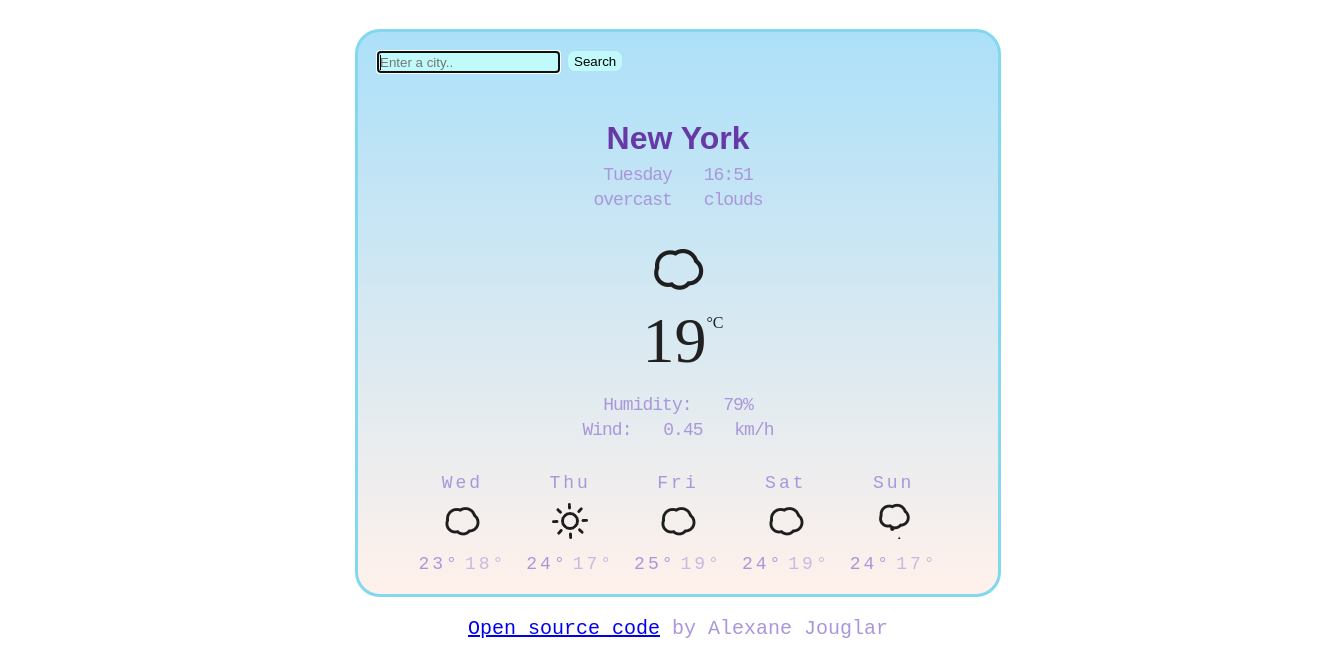 Enter a city..
Search
New York
Tuesday 16:51
overcast clouds
19°C
Humidity: 79%
Wind: 0.45 km/h
Wed Thu Fri Sat Sun
23° 18° 24° 17° 25° 19° 24° 19° 24° 17°
Open source code by Alexane Jouglar